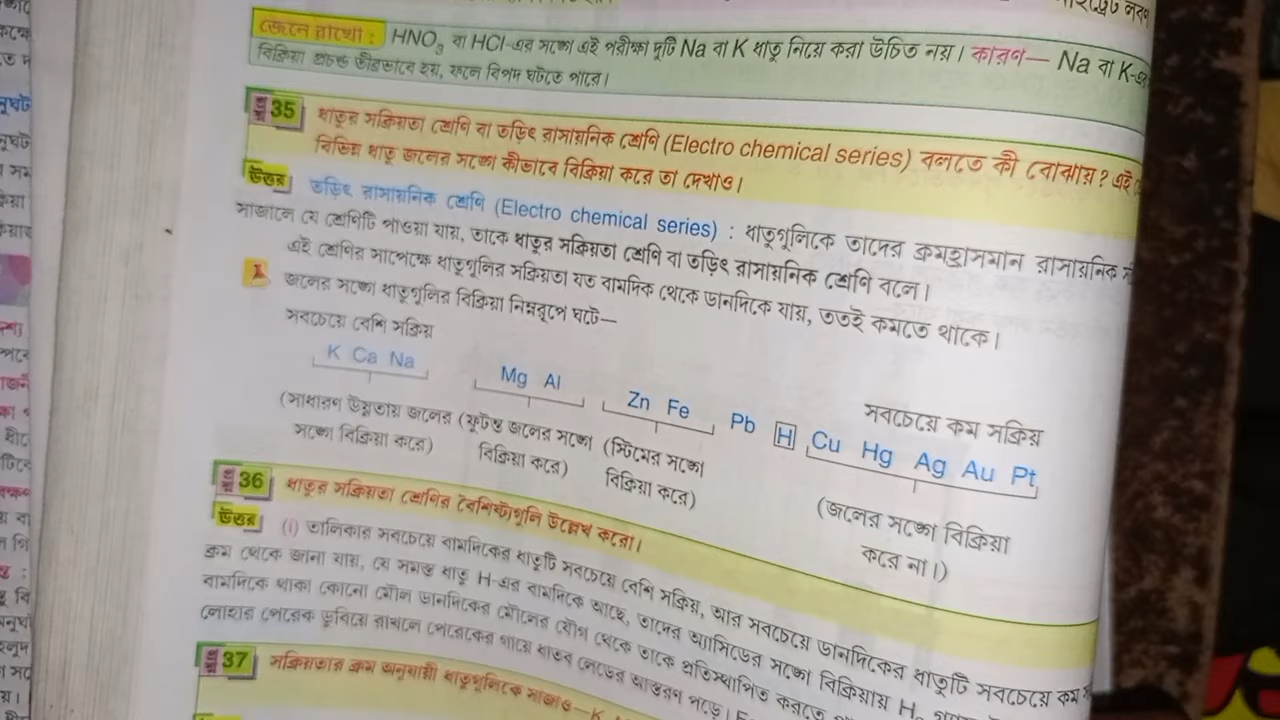 জেনে রাখো : HNO3 বা HCl-এর সঙ্গে এই পরীক্ষা দুটি Na বা K ধাতু নিয়ে করা উচিত নয়। কারণ— Na বা K-এর
বিক্রিয়া প্রচণ্ড তীব্রভাবে হয়, ফলে বিপদ ঘটতে পারে।
35 ধাতুর সক্রিয়তা শ্রেণি বা তড়িৎ রাসায়নিক শ্রেণি (Electro chemical series) বলতে কী বোঝায়? এই
বিভিন্ন ধাতু জলের সঙ্গে কীভাবে বিক্রিয়া করে তা দেখাও।
উত্তর তড়িৎ রাসায়নিক শ্রেণি (Electro chemical series) : ধাতুগুলিকে তাদের ক্রমহ্রাসমান রাসায়নিক
সাজালে যে শ্রেণিটি পাওয়া যায়, তাকে ধাতুর সক্রিয়তা শ্রেণি বা তড়িৎ রাসায়নিক শ্রেণি বলে।
এই শ্রেণির সাপেক্ষে ধাতুগুলির সক্রিয়তা যত বামদিক থেকে ডানদিকে যায়, ততই কমতে থাকে।
জলের সঙ্গে ধাতুগুলির বিক্রিয়া নিম্নরূপে ঘটে—
সবচেয়ে বেশি সক্রিয়
সবচেয়ে কম সক্রিয়
K Ca Na Mg Al Zn Fe Pb H Cu Hg Ag Au Pt
(সাধারণ উষ্ণতায় জলের (ফুটন্ত জলের সঙ্গে (স্টিমের সঙ্গে (জলের সঙ্গে বিক্রিয়া
সঙ্গে বিক্রিয়া করে) বিক্রিয়া করে) বিক্রিয়া করে) করে না।)
36 ধাতুর সক্রিয়তা শ্রেণির বৈশিষ্ট্যগুলি উল্লেখ করো।
উত্তর (i) তালিকার সবচেয়ে বামদিকের ধাতুটি সবচেয়ে বেশি সক্রিয়, আর সবচেয়ে ডানদিকের ধাতুটি সবচেয়ে কম
ক্রম থেকে জানা যায়, যে সমস্ত ধাতু H-এর বামদিকে আছে, তাদের অ্যাসিডের সঙ্গে বিক্রিয়ায় H2
বামদিকে থাকা কোনো মৌল ডানদিকের মৌলের যৌগ থেকে তাকে প্রতিস্থাপিত করতে
লোহার পেরেক ডুবিয়ে রাখলে পেরেকের গায়ে ধাতব লেডের আস্তরণ পড়ে।
37 সক্রিয়তার ক্রম অনুযায়ী ধাতুগুলিকে সাজাও—K